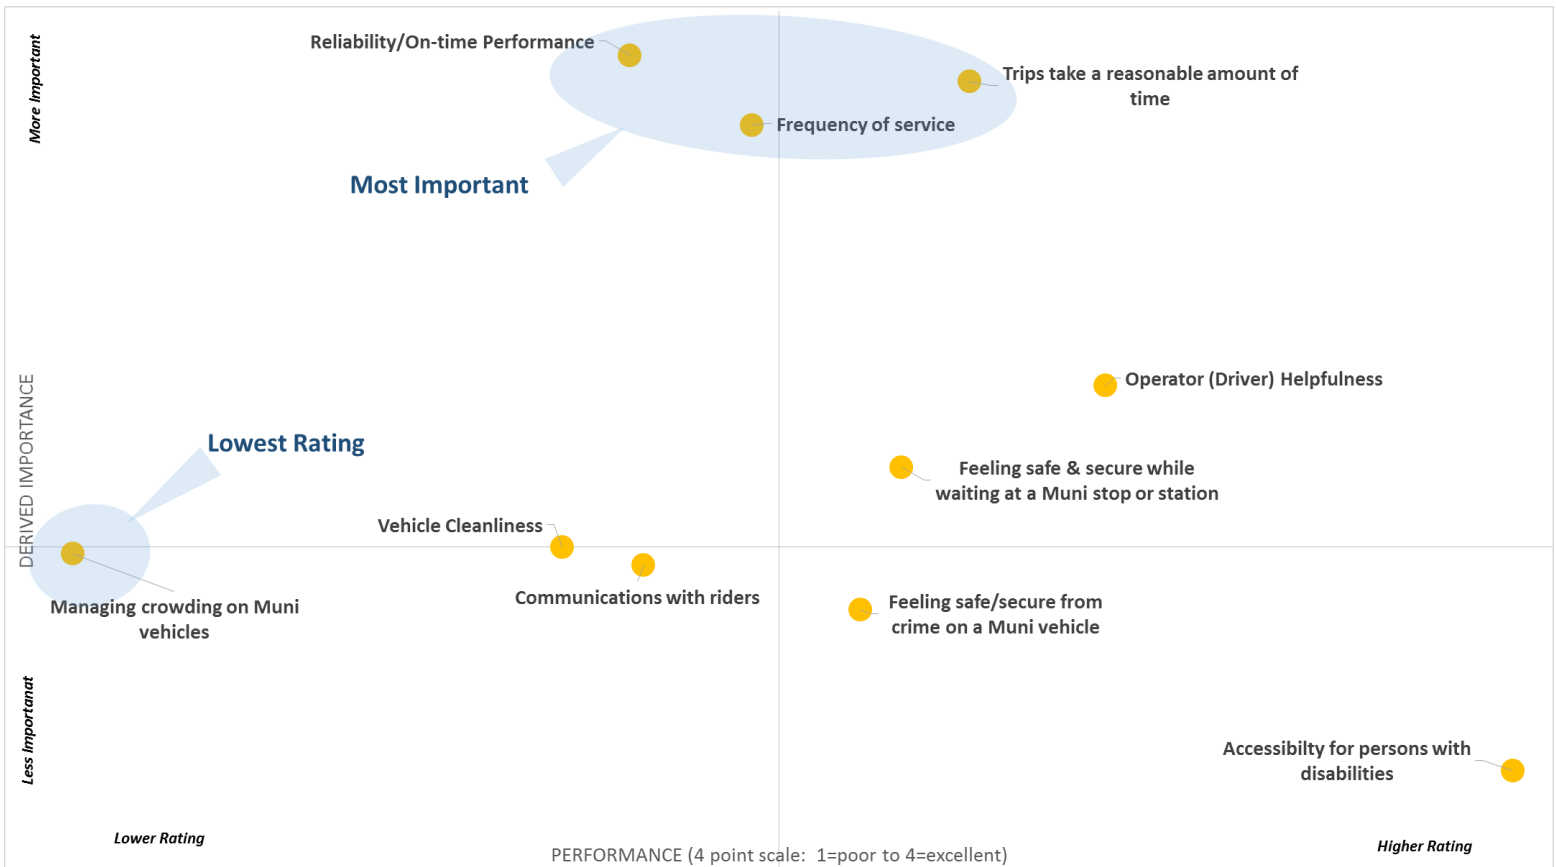 More Important
Reliability/On-time Performance
Trips take a reasonable amount of
time
Frequency of service
Most Important
Operator (Driver) Helpfulness
DERIVED IMPORTANCE
Lowest Rating
Feeling safe & secure while
waiting at a Muni stop or station
Vehicle Cleanliness
Managing crowding on Muni
vehicles
Communications with riders
Feeling safe/secure from
crime on a Muni vehicle
Less Importanat
Accessibilty for persons with
disabilities
Lower Rating
PERFORMANCE (4 point scale:  1=poor to 4=excellent)
Higher Rating